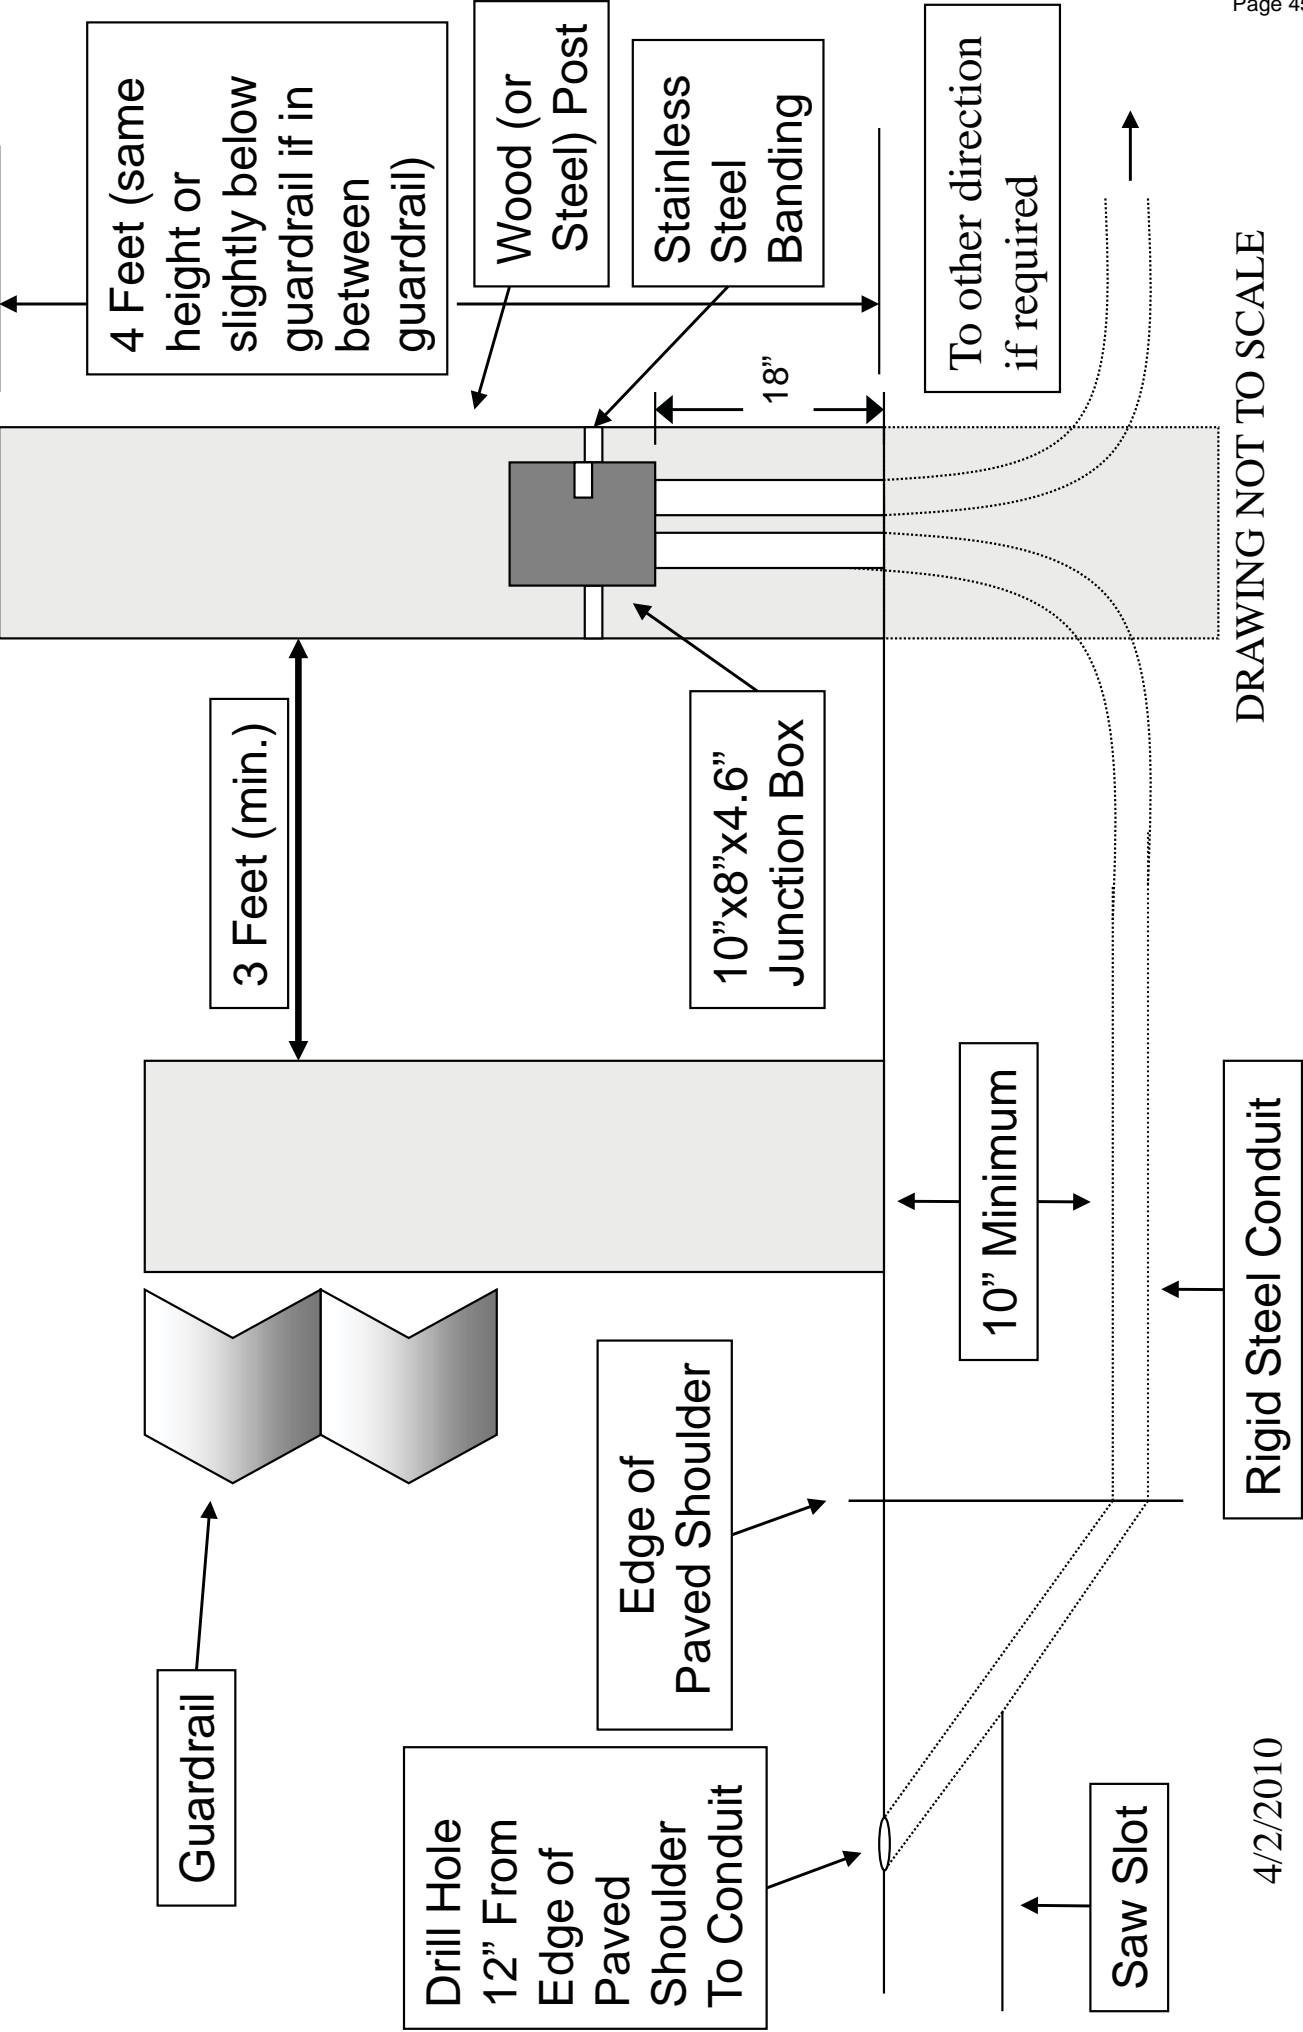 Page 45
4 Feet (same
height or
slightly below
guardrail if in
between
guardrail)
Wood (or
Steel) Post
Stainless
Steel
Banding
18”
To other direction
if required
3 Feet (min.)
10”x8”x4.6”
Junction Box
10” Minimum
Guardrail
Edge of
Paved Shoulder
Drill Hole
12” From
Edge of
Paved
Shoulder
To Conduit
Saw Slot
Rigid Steel Conduit
4/2/2010
DRAWING NOT TO SCALE